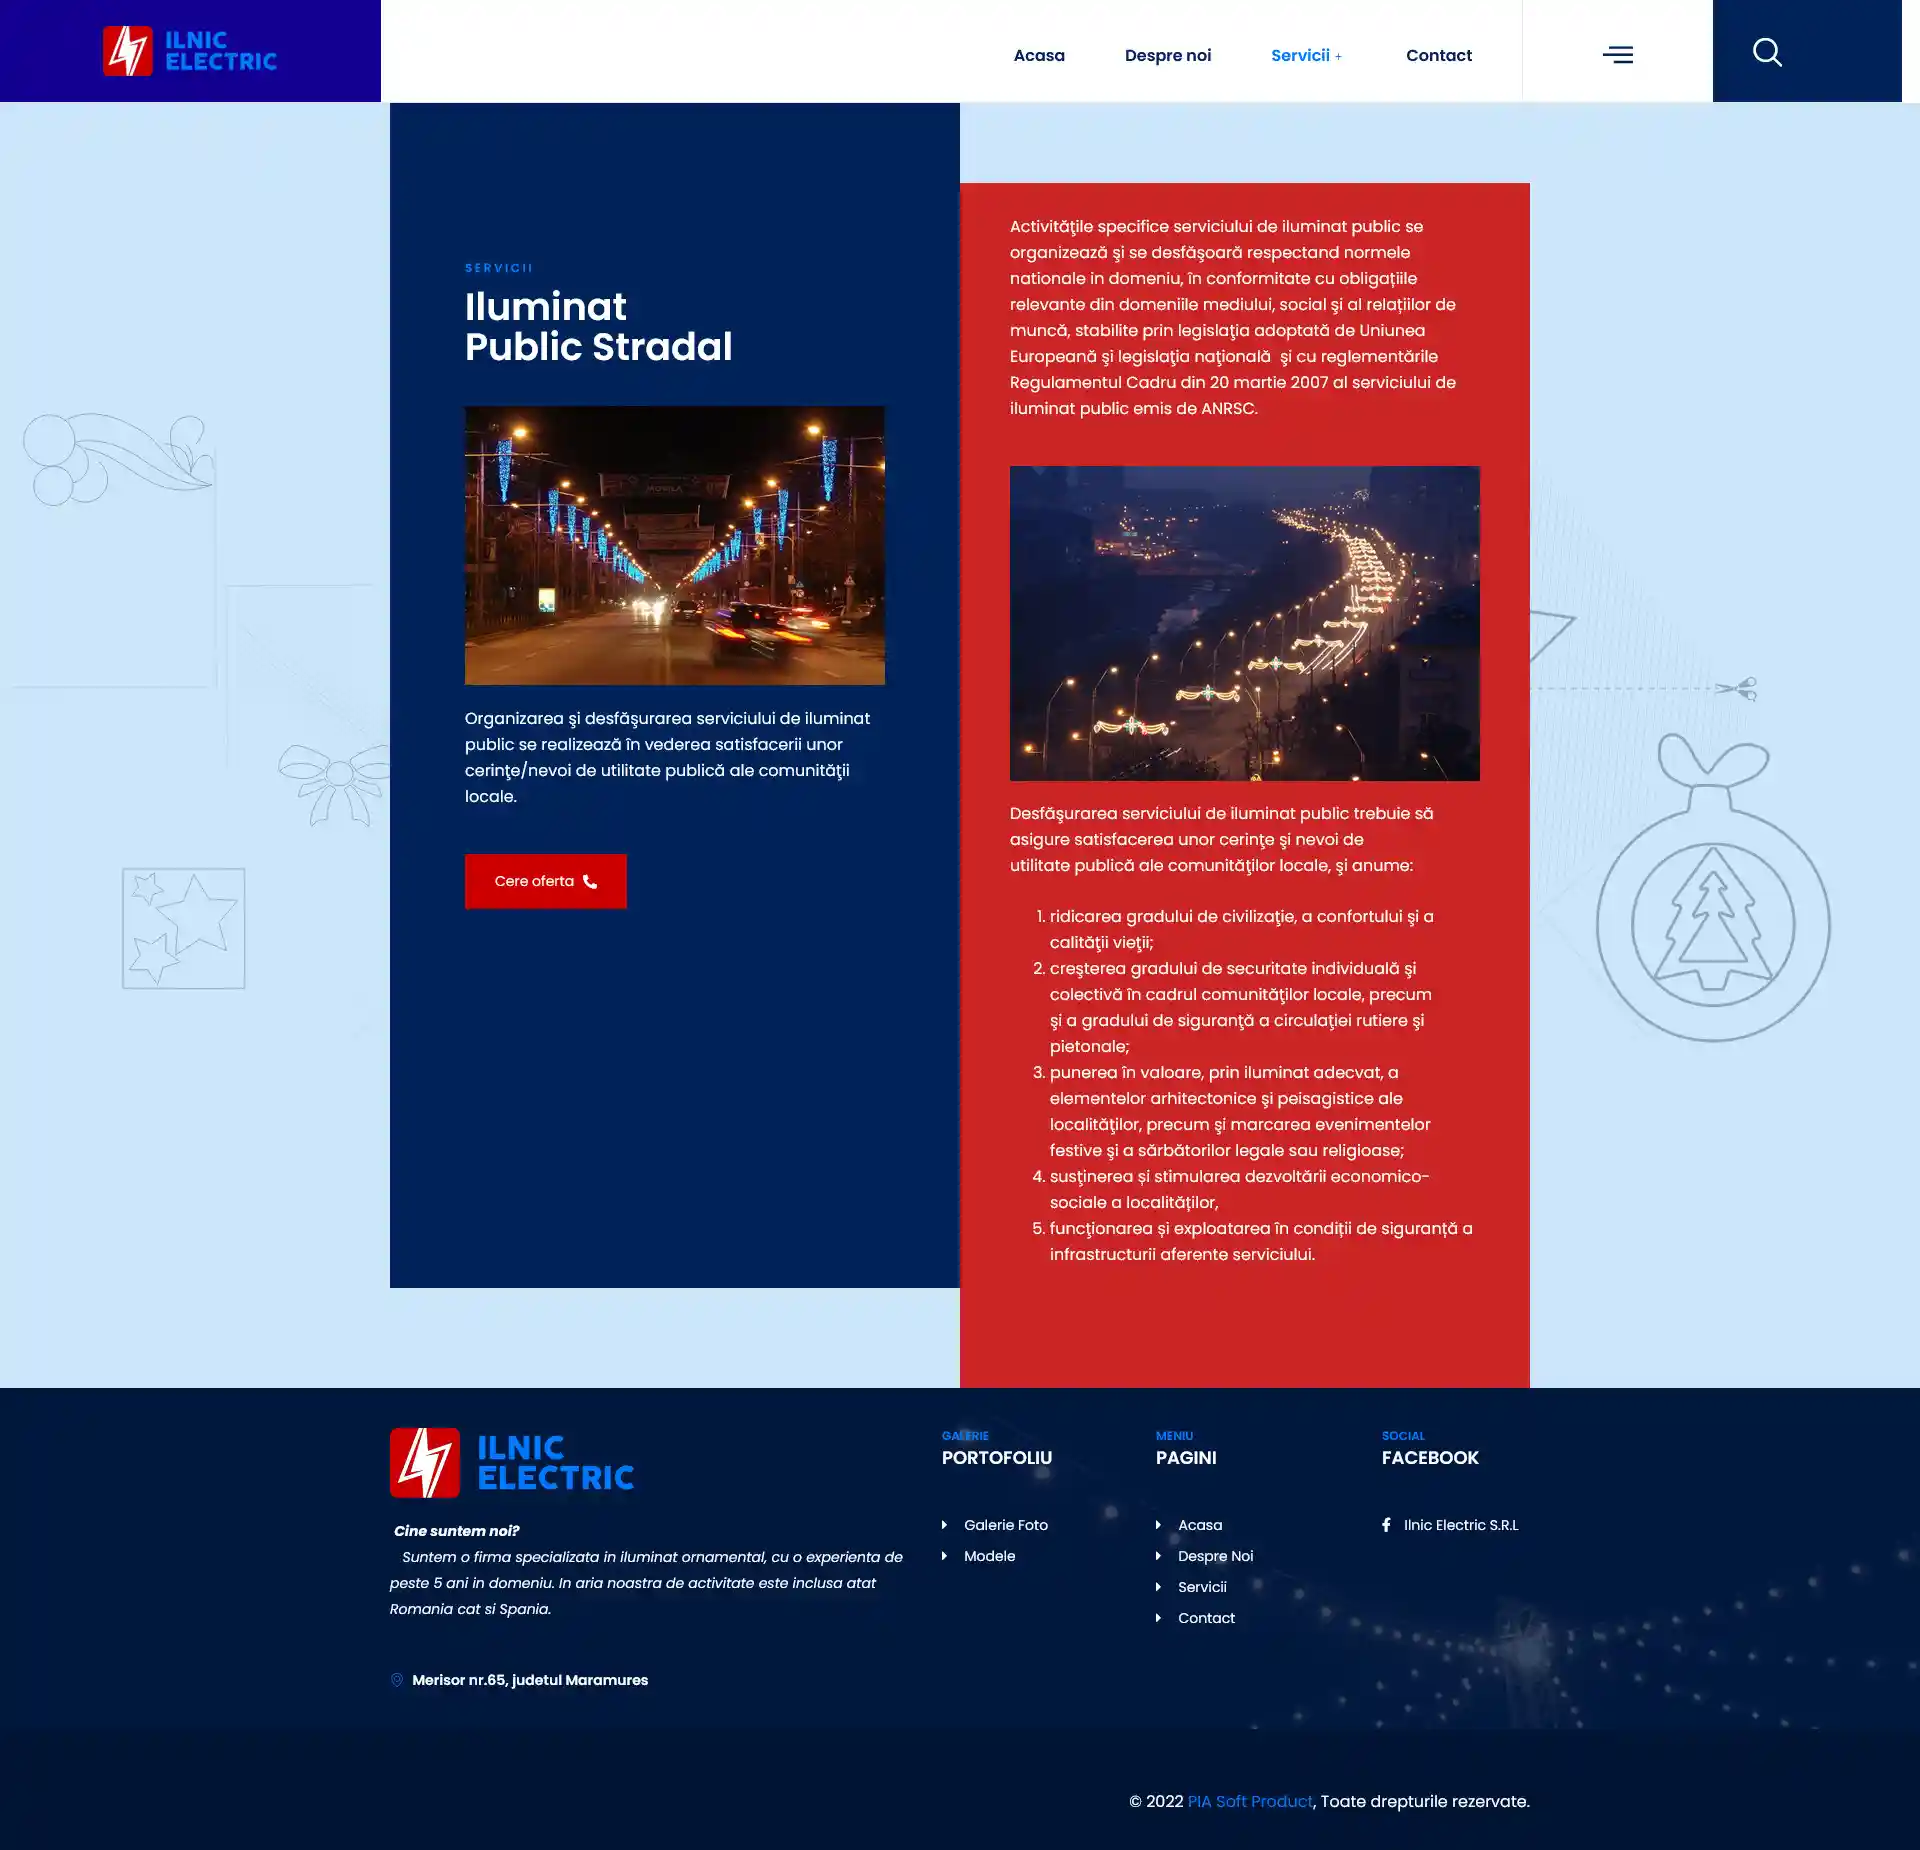 ILNIC
ELECTRIC
Acasa
Despre noi
Servicii +
Contact
SERVICII
Iluminat
Public Stradal
Organizarea şi desfăşurarea serviciului de iluminat
public se realizează în vederea satisfacerii unor
cerinţe/nevoi de utilitate publică ale comunităţii
locale.
Cere oferta
Activităţile specifice serviciului de iluminat public se
organizează şi se desfăşoară respectand normele
nationale in domeniu, în conformitate cu obligațiile
relevante din domeniile mediului, social şi al relațiilor de
muncă, stabilite prin legislaţia adoptată de Uniunea
Europeană şi legislaţia naţională  şi cu reglementările
Regulamentul Cadru din 20 martie 2007 al serviciului de
iluminat public emis de ANRSC.
Desfăşurarea serviciului de iluminat public trebuie să
asigure satisfacerea unor cerinţe şi nevoi de
utilitate publică ale comunităţilor locale, şi anume:
1. ridicarea gradului de civilizaţie, a confortului şi a
calităţii vieţii;
2. creşterea gradului de securitate individuală şi
colectivă în cadrul comunităţilor locale, precum
şi a gradului de siguranţă a circulaţiei rutiere şi
pietonale;
3. punerea în valoare, prin iluminat adecvat, a
elementelor arhitectonice şi peisagistice ale
localităţilor, precum şi marcarea evenimentelor
festive şi a sărbătorilor legale sau religioase;
4. susţinerea și stimularea dezvoltării economico-
sociale a localităților,
5. funcţionarea și exploatarea în condiții de siguranță a
infrastructurii aferente serviciului.
ILNIC
ELECTRIC
Cine suntem noi?
Suntem o firma specializata in iluminat ornamental, cu o experienta de
peste 5 ani in domeniu. In aria noastra de activitate este inclusa atat
Romania cat si Spania.
Merisor nr.65, judetul Maramures
GALERIE
PORTOFOLIU
Galerie Foto
Modele
MENIU
PAGINI
Acasa
Despre Noi
Servicii
Contact
SOCIAL
FACEBOOK
Ilnic Electric S.R.L
© 2022 PIA Soft Product, Toate drepturile rezervate.